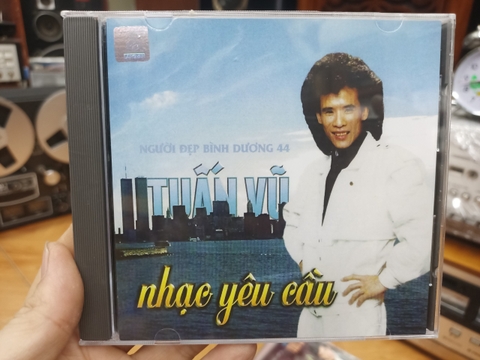 NGƯỜI ĐẸP BÌNH DƯƠNG 44
TUẤN VŨ
nhạc yêu cầu